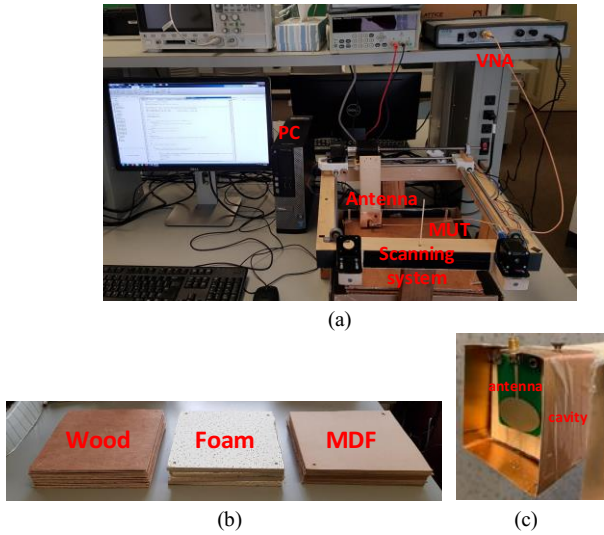 VNA
PC
Antenna
MUT
Scanning
system
(a)
Wood
Foam
MDF
antenna
cavity
(b)
(c)